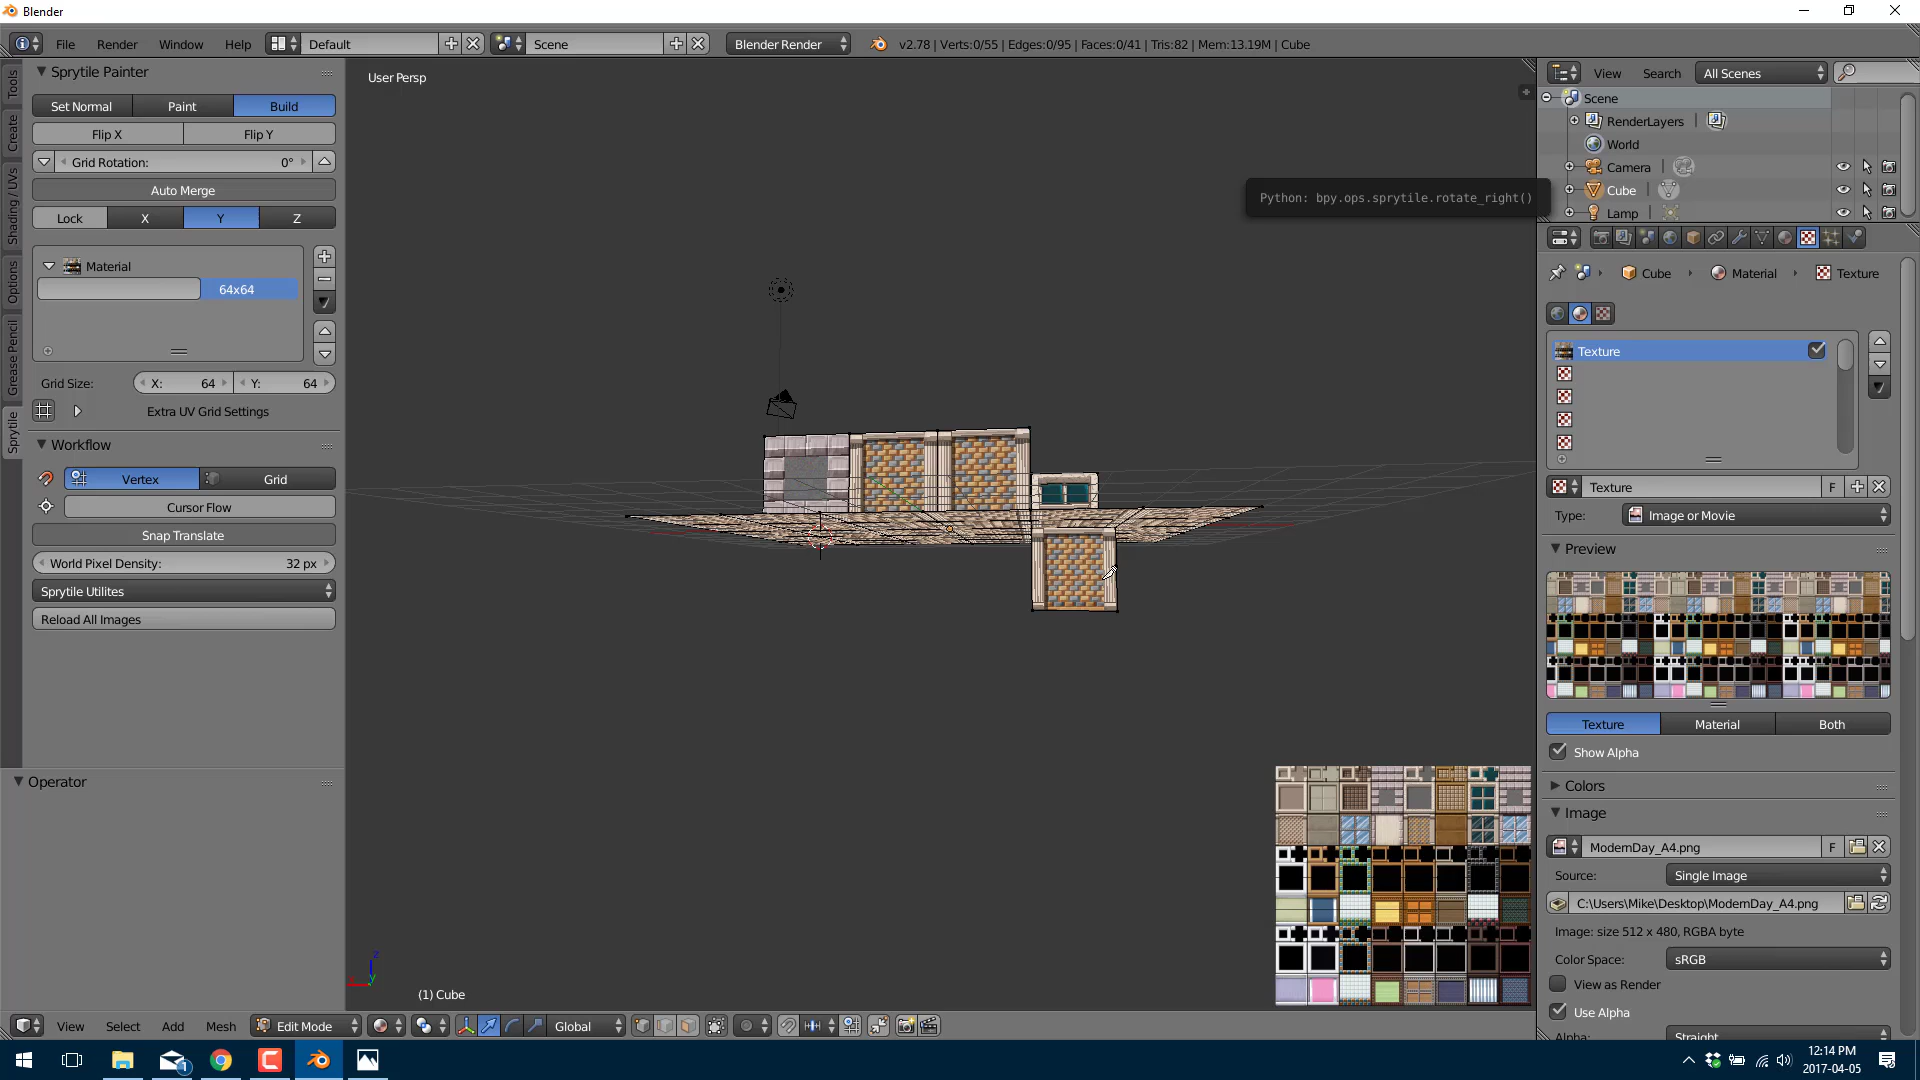 Blender
File Render Window Help Default Scene Blender Render v2.78 | Verts:0/55 | Edges:0/95 | Faces:0/41 | Tris:82 | Mem:13.19M | Cube
Tools
Create
Shading / UVs
Options
Grease Pencil
Sprytile
Sprytile Painter
Set Normal Paint Build
Flip X Flip Y
Grid Rotation: 0°
Auto Merge
Lock X Y Z
Material
64x64
Grid Size: X: 64 Y: 64
Extra UV Grid Settings
Workflow
Vertex Grid
Cursor Flow
Snap Translate
World Pixel Density: 32 px
Sprytile Utilites
Reload All Images
Operator
User Persp
Python: bpy.ops.sprytile.rotate_right()
z
(1) Cube
View Select Add Mesh Edit Mode Global
View Search All Scenes
Scene
RenderLayers
World
Camera
Cube
Lamp
Cube Material Texture
Texture
Texture F
Type: Image or Movie
Preview
Texture Material Both
Show Alpha
Colors
Image
ModernDay_A4.png F
Source: Single Image
C:\Users\Mike\Desktop\ModernDay_A4.png
Image: size 512 x 480, RGBA byte
Color Space: sRGB
View as Render
Use Alpha
Alpha: Straight
1
12:14 PM
2017-04-05